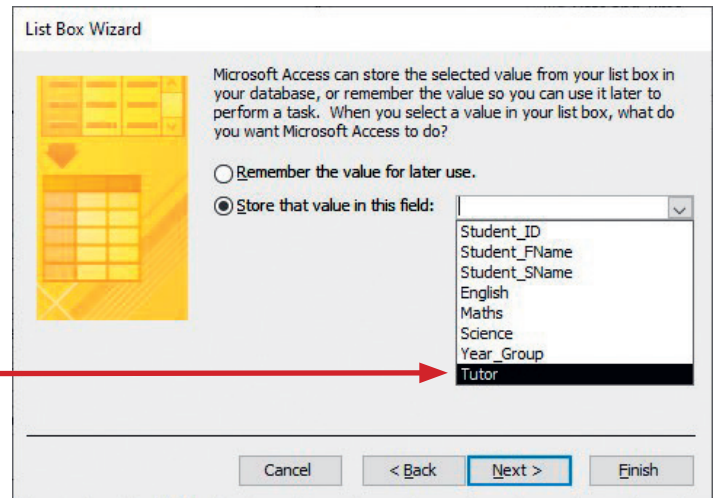 List Box Wizard
Microsoft Access can store the selected value from your list box in
your database, or remember the value so you can use it later to
perform a task. When you select a value in your list box, what do
you want Microsoft Access to do?
Remember the value for later use.
Store that value in this field:
Student_ID
Student_FName
Student_SName
English
Maths
Science
Year_Group
Tutor
Cancel
< Back
Next >
Finish